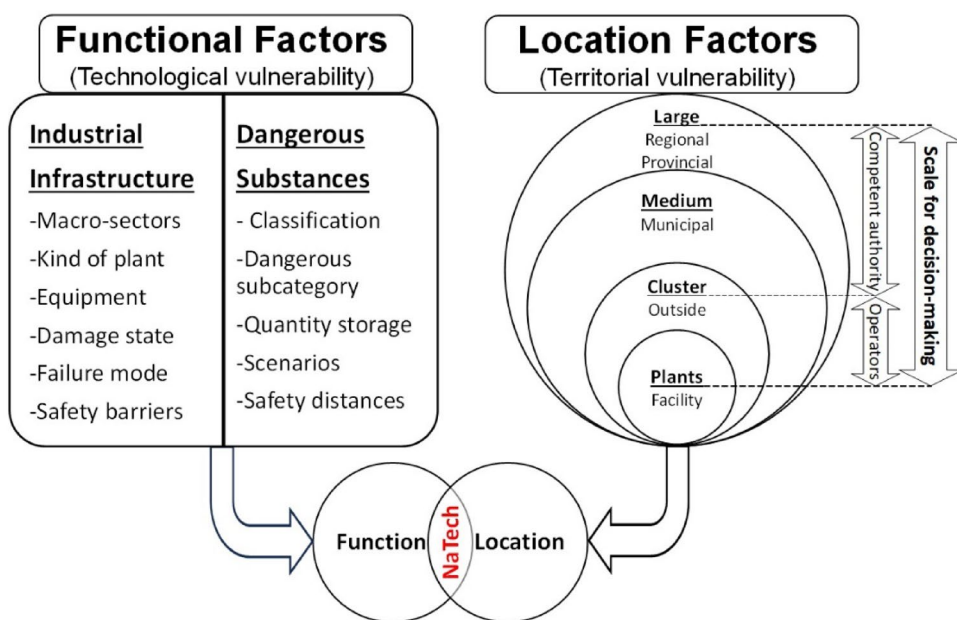 Functional Factors
(Technological vulnerability)
Industrial
Infrastructure
-Macro-sectors
-Kind of plant
-Equipment
-Damage state
-Failure mode
-Safety barriers
Dangerous
Substances
- Classification
-Dangerous
subcategory
-Quantity storage
-Scenarios
-Safety distances
Location Factors
(Territorial vulnerability)
Large
Regional
Provincial
Medium
Municipal
Cluster
Outside
Plants
Facility
Competent authority
Operators
Scale for decision-making
Function
NaTech
Location